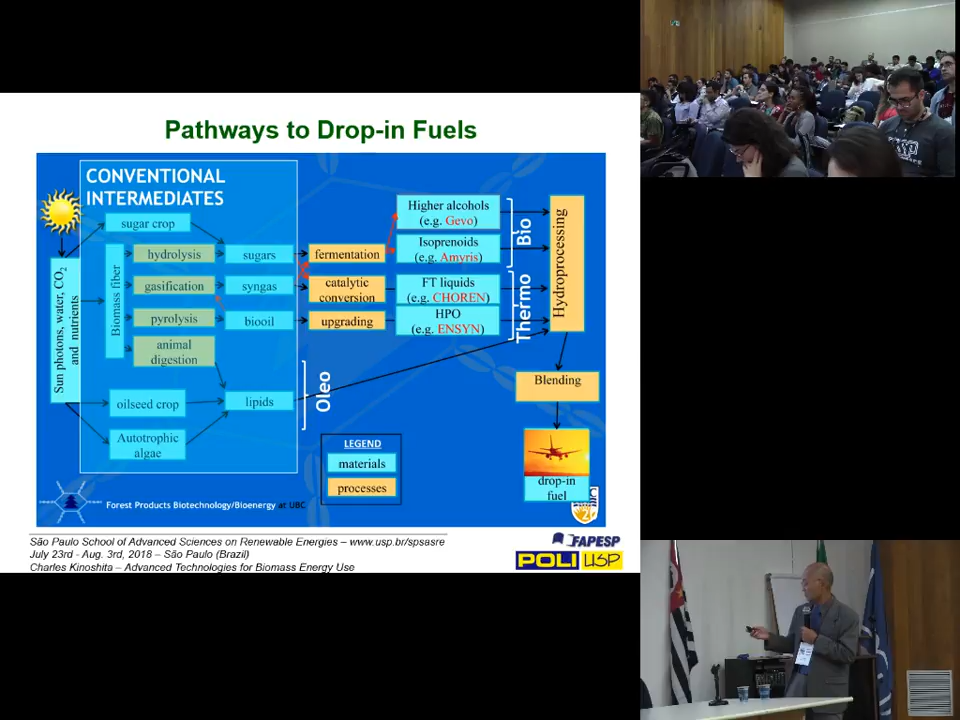 Pathways to Drop-in Fuels
CONVENTIONAL
INTERMEDIATES
sugar crop
Sun photons, water, CO2
and nutrients
Biomass fiber
hydrolysis
gasification
pyrolysis
animal
digestion
oilseed crop
Autotrophic
algae
sugars
syngas
biooil
lipids
fermentation
catalytic
conversion
upgrading
Higher alcohols
(e.g. Gevo)
Isoprenoids
(e.g. Amyris)
FT liquids
(e.g. CHOREN)
HPO
(e.g. ENSYN)
Bio
Thermo
Oleo
Hydroprocessing
Blending
drop-in
fuel
LEGEND
materials
processes
Forest Products Biotechnology/Bioenergy at UBC
São Paulo School of Advanced Sciences on Renewable Energies – www.usp.br/spsasre
July 23rd - Aug. 3rd, 2018 – São Paulo (Brazil)
Charles Kinoshita – Advanced Technologies for Biomass Energy Use
FAPESP
POLI USP